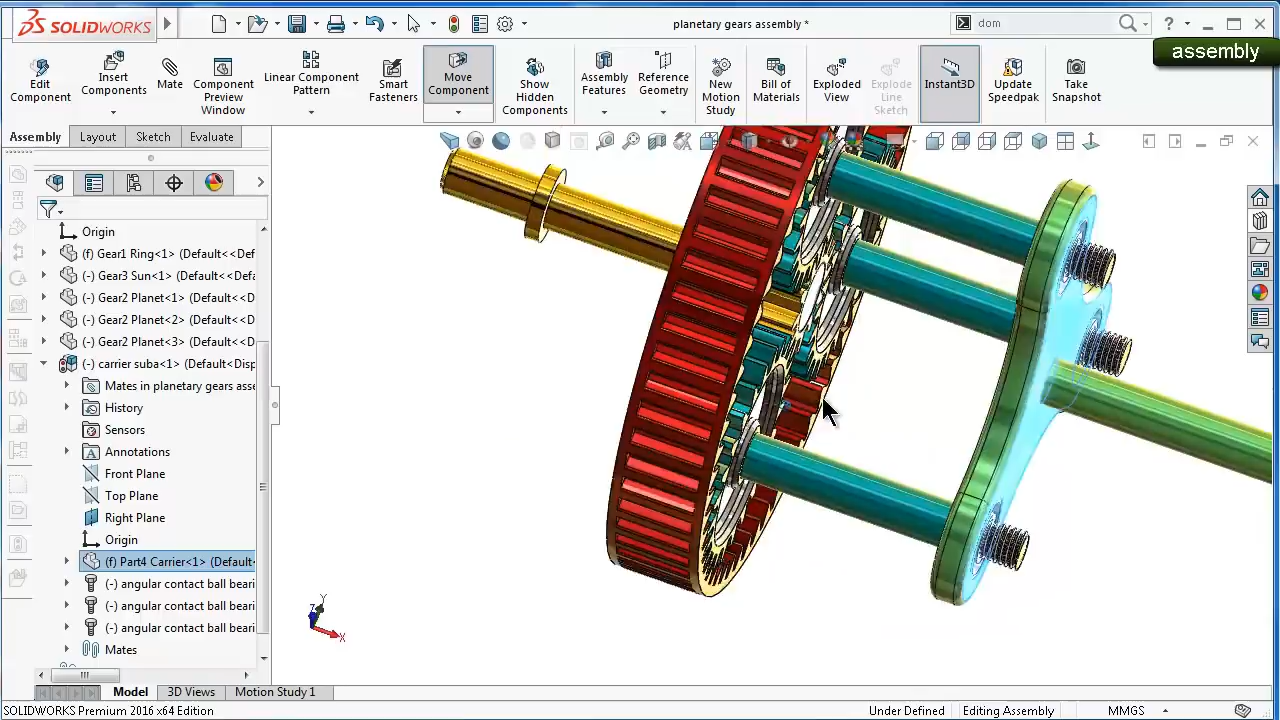 SOLIDWORKS
planetary gears assembly *
dom
?
assembly
Edit Component
Insert Components
Mate
Component Preview Window
Linear Component Pattern
Smart Fasteners
Move Component
Show Hidden Components
Assembly Features
Reference Geometry
New Motion Study
Bill of Materials
Exploded View
Explode Line Sketch
Instant3D
Update Speedpak
Take Snapshot
Assembly
Layout
Sketch
Evaluate
Origin
(f) Gear1 Ring<1> (Default<<Def
(-) Gear3 Sun<1> (Default<<Def
(-) Gear2 Planet<1> (Default<<D
(-) Gear2 Planet<2> (Default<<D
(-) Gear2 Planet<3> (Default<<D
(-) carrier suba<1> (Default<Disp
Mates in planetary gears asse
History
Sensors
Annotations
Front Plane
Top Plane
Right Plane
Origin
(f) Part4 Carrier<1> (Default<
(-) angular contact ball beari
(-) angular contact ball beari
(-) angular contact ball beari
Mates
Y
Z
X
Model
3D Views
Motion Study 1
SOLIDWORKS Premium 2016 x64 Edition
Under Defined
Editing Assembly
MMGS